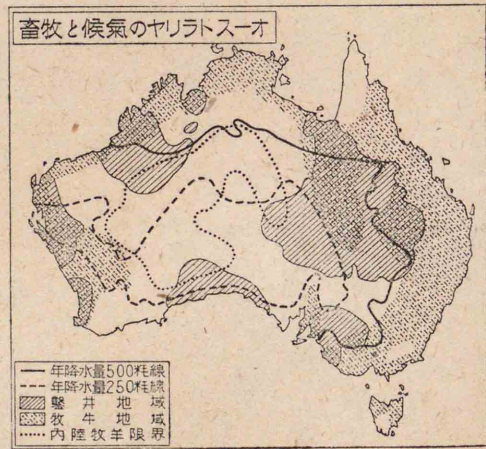 オーストラリヤの氣候と牧畜
年降水量500粍線
年降水量250粍線
鑿井地域
牧牛地域
内陸牧羊限界